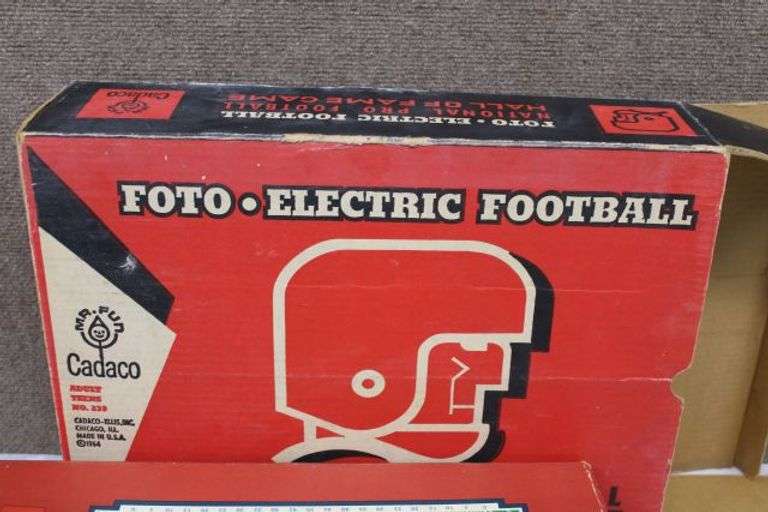 Cadaco
NATIONAL PRO FOOTBALL
HALL OF FAME GAME
FOTO • ELECTRIC FOOTBALL
FOTO • ELECTRIC FOOTBALL
MR. FUN
Cadaco
ADULT
TEENS
NO. 239
CADACO-ELLIS, INC.
CHICAGO, ILL.
MADE IN U.S.A.
©1964